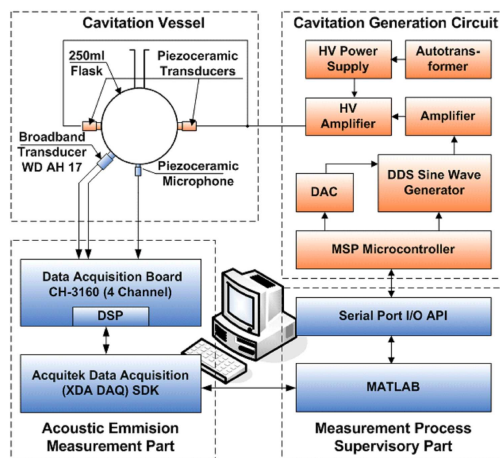 Cavitation Vessel
250ml
Flask
Piezoceramic
Transducers
Broadband
Transducer
WD AH 17
Piezoceramic
Microphone
Cavitation Generation Circuit
HV Power
Supply
Autotrans-
former
HV
Amplifier
Amplifier
DAC
DDS Sine Wave
Generator
MSP Microcontroller
Data Acquisition Board
CH-3160 (4 Channel)
DSP
Acquitek Data Acquisition
(XDA DAQ) SDK
Acoustic Emmision
Measurement Part
Serial Port I/O API
MATLAB
Measurement Process
Supervisory Part